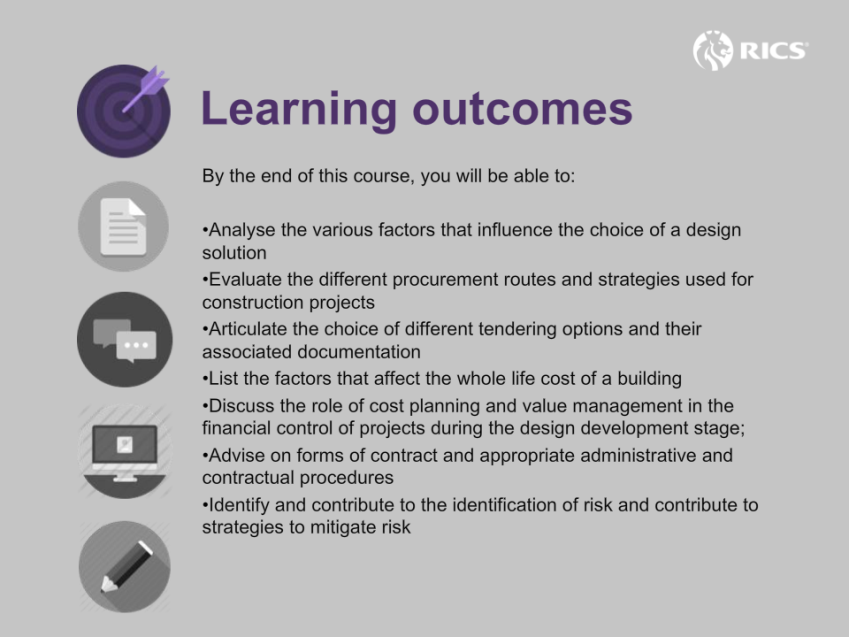 RICS
Learning outcomes
By the end of this course, you will be able to:
•Analyse the various factors that influence the choice of a design
solution
•Evaluate the different procurement routes and strategies used for
construction projects
•Articulate the choice of different tendering options and their
associated documentation
•List the factors that affect the whole life cost of a building
•Discuss the role of cost planning and value management in the
financial control of projects during the design development stage;
•Advise on forms of contract and appropriate administrative and
contractual procedures
•Identify and contribute to the identification of risk and contribute to
strategies to mitigate risk